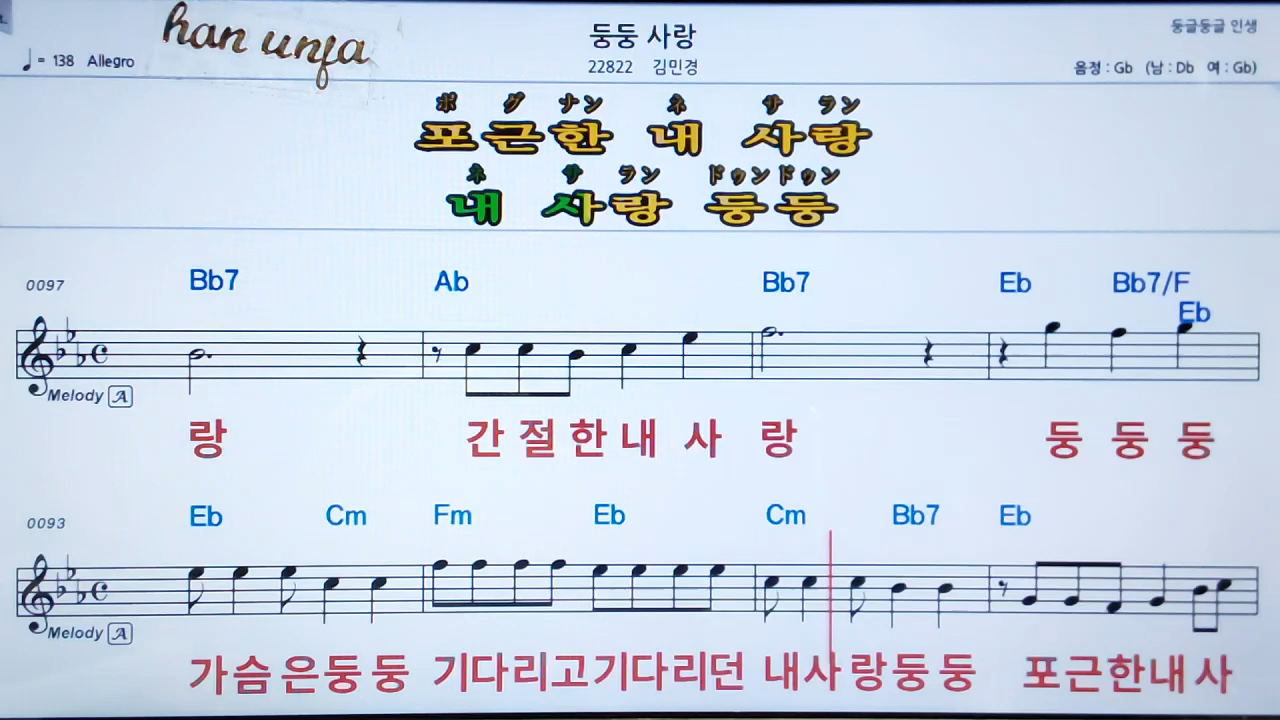 han unfa
둥둥 사랑
둥글둥글 인생
♩= 138 Allegro
22822 김민경
음정 : Gb (남 : Db 여 : Gb)
ポ グ ナン ネ サ ラン
포근한 내 사랑
ネ サ ラン ドゥンドゥン
내 사랑 둥둥
0097 Bb7 Ab Bb7 Eb Bb7/F Eb
Melody A
랑 간 절 한 내 사 랑 둥 둥 둥
0093 Eb Cm Fm Eb Cm Bb7 Eb
Melody A
가슴은둥둥 기다리고기다리던 내사랑둥둥 포근한내사